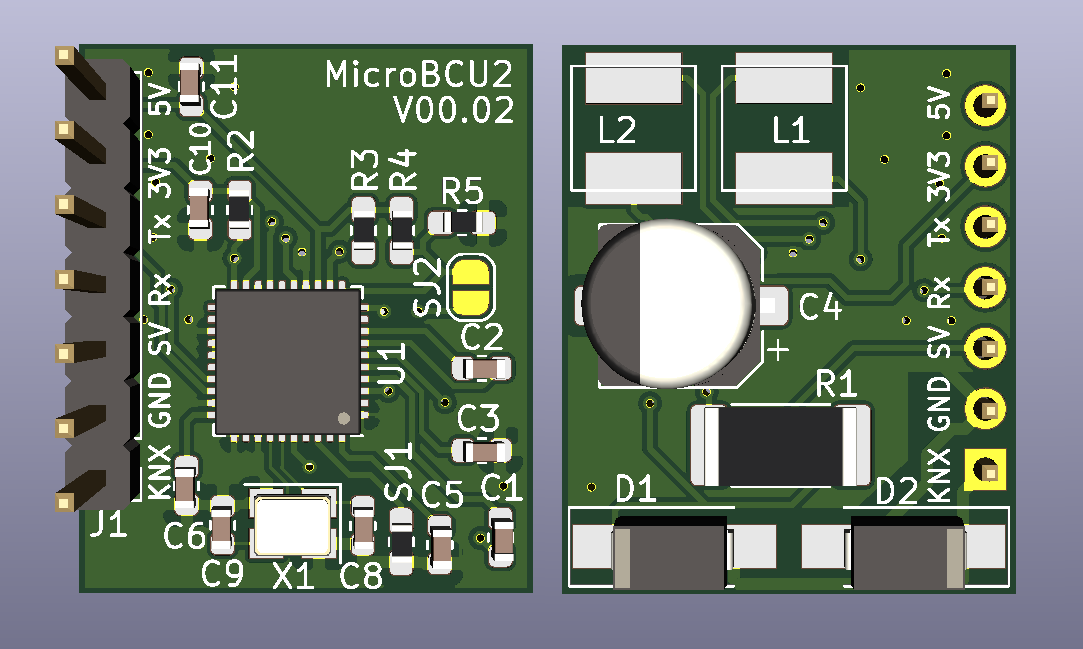 MicroBCU2
V00.02
C11
5V
C10
R2
3V3
R3
R4
R5
Tx
Rx
SJ2
SV
C2
U1
GND
C3
KNX
SJ1
C5
C1
J1
C6
C9
X1
C8
L2
L1
5V
3V3
Tx
Rx
C4
+
SV
R1
GND
KNX
D1
D2